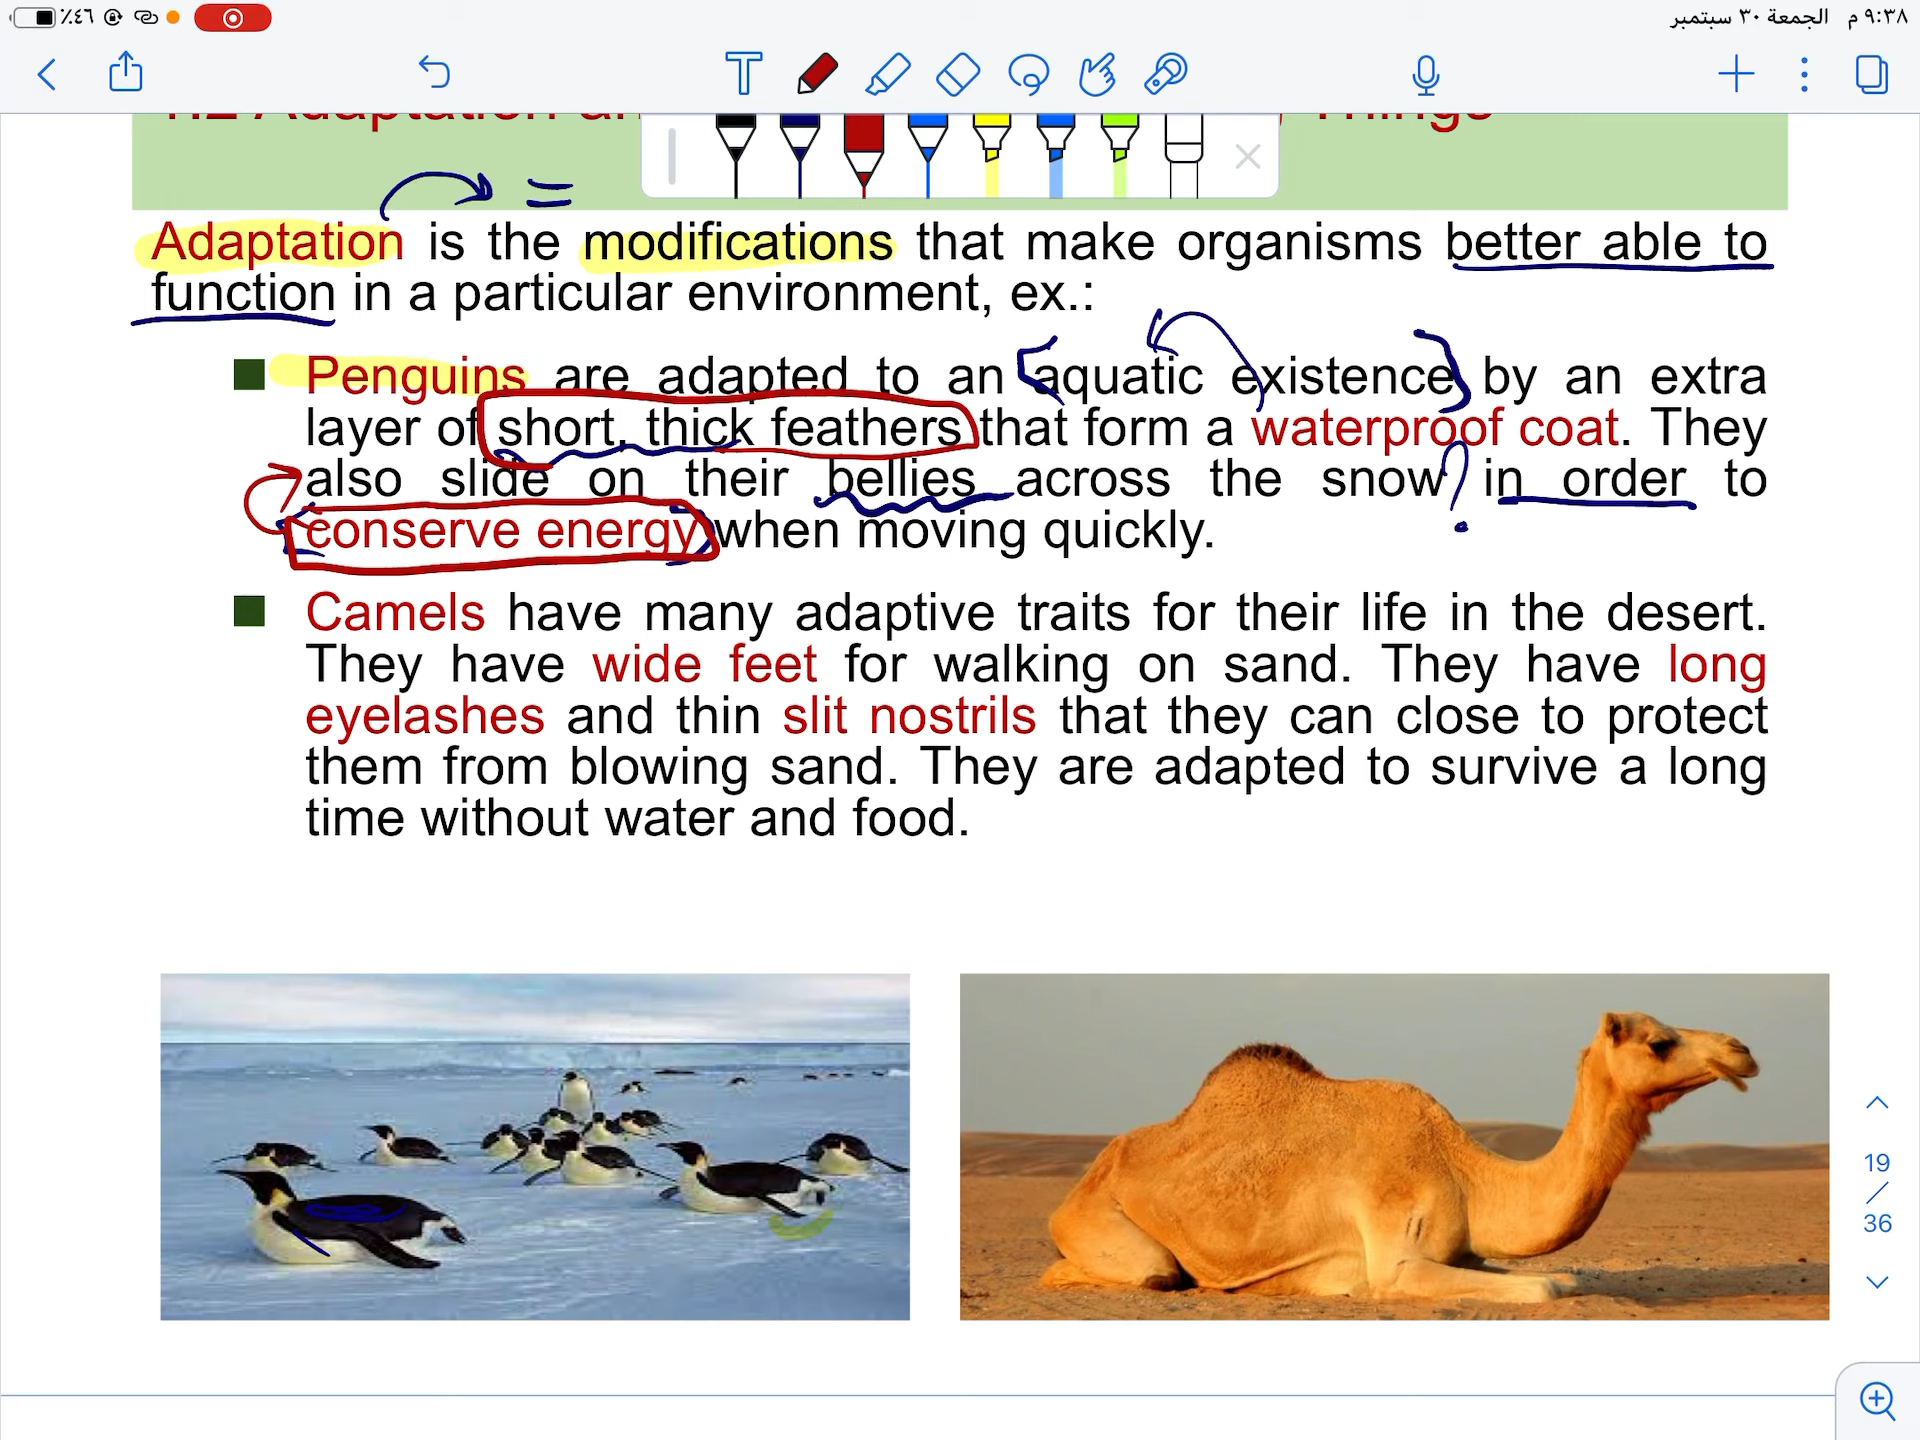 ٪٤٦
٩:٣٨ م الجمعة ٣٠ سبتمبر
T
1.2 Adaptation an Things
Adaptation is the modifications that make organisms better able to
function in a particular environment, ex.:
Penguins are adapted to an aquatic existence by an extra
layer of short, thick feathers that form a waterproof coat. They
also slide on their bellies across the snow ? in order to
conserve energy when moving quickly.
Camels have many adaptive traits for their life in the desert.
They have wide feet for walking on sand. They have long
eyelashes and thin slit nostrils that they can close to protect
them from blowing sand. They are adapted to survive a long
time without water and food.
19
/
36